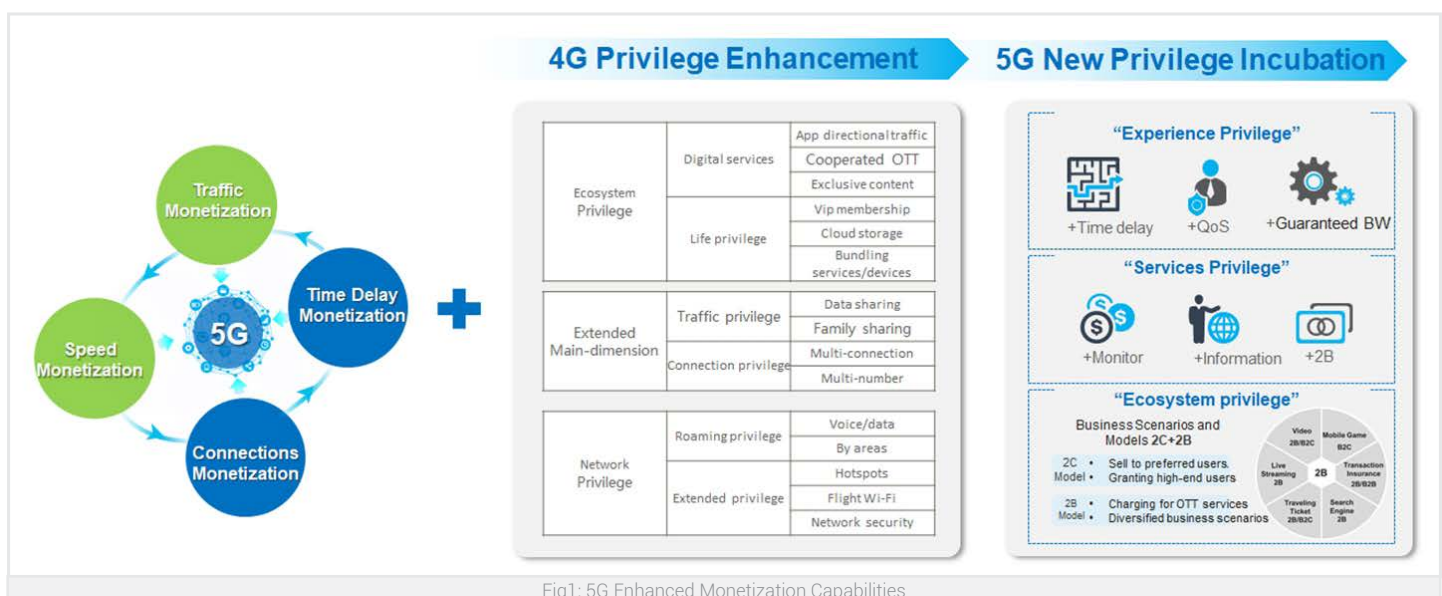 4G Privilege Enhancement
5G New Privilege Incubation
Traffic
Monetization
Time Delay
Monetization
5G
Speed
Monetization
Connections
Monetization
Ecosystem
Privilege
Digital services
App directional traffic
Cooperated OTT
Exclusive content
Life privilege
Vip membership
Cloud storage
Bundling
services/devices
Extended
Main-dimension
Traffic privilege
Data sharing
Family sharing
Connection privilege
Multi-connection
Multi-number
Network
Privilege
Roaming privilege
Voice/data
By areas
Extended privilege
Hotspots
Flight Wi-Fi
Network security
“Experience Privilege”
+Time delay
+QoS
+Guaranteed BW
“Services Privilege”
+Monitor
+Information
+2B
“Ecosystem privilege”
Business Scenarios and
Models 2C+2B
2C
Model
• Sell to preferred users.
• Granting high-end users
2B
Model
• Charging for OTT services
• Diversified business scenarios
Video
2B/B2C
Mobile Game
B2C
Live
Streaming
2B
2B
Transaction
Insurance
2B/B2B
Traveling
Ticket
2B/B2C
Search
Engine
2B
Fig1: 5G Enhanced Monetization Capabilities